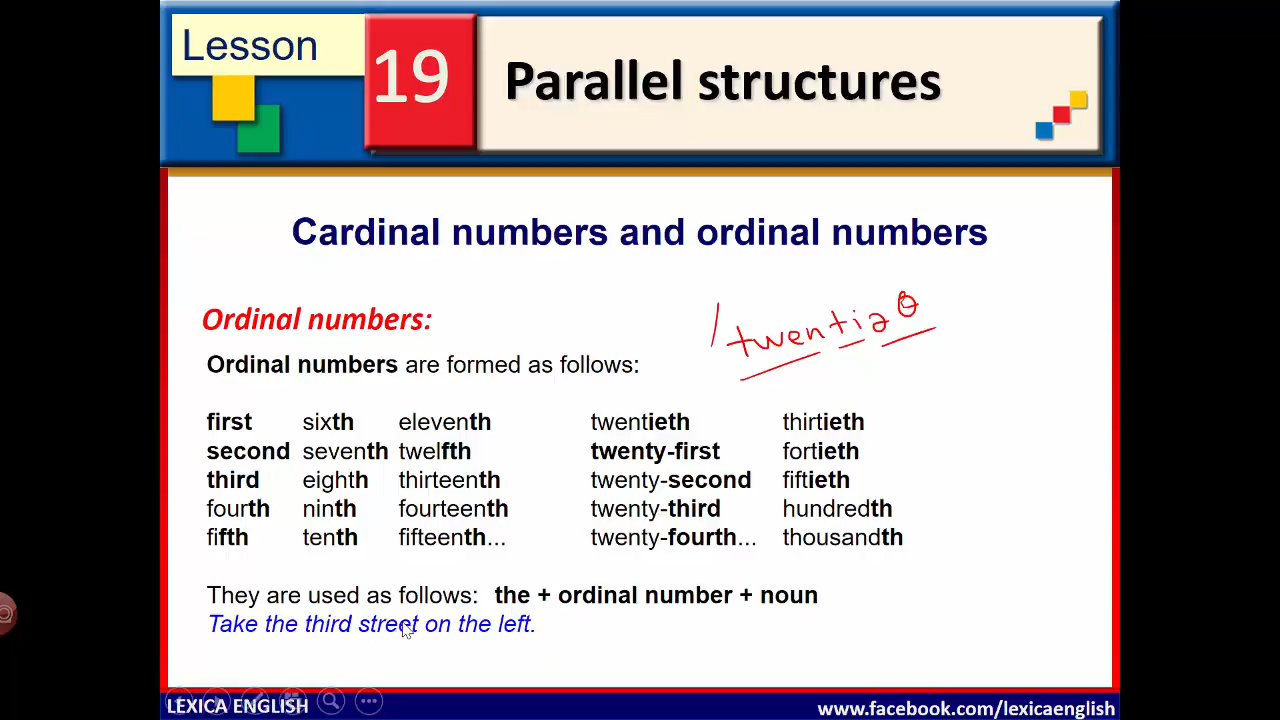 Lesson
19
Parallel structures
Cardinal numbers and ordinal numbers
Ordinal numbers:
/twentiəθ
Ordinal numbers are formed as follows:
first sixth eleventh twentieth thirtieth
second seventh twelfth twenty-first fortieth
third eighth thirteenth twenty-second fiftieth
fourth ninth fourteenth twenty-third hundredth
fifth tenth fifteenth... twenty-fourth... thousandth
They are used as follows: the + ordinal number + noun
Take the third street on the left.
LEXICA ENGLISH
www.facebook.com/lexicaenglish